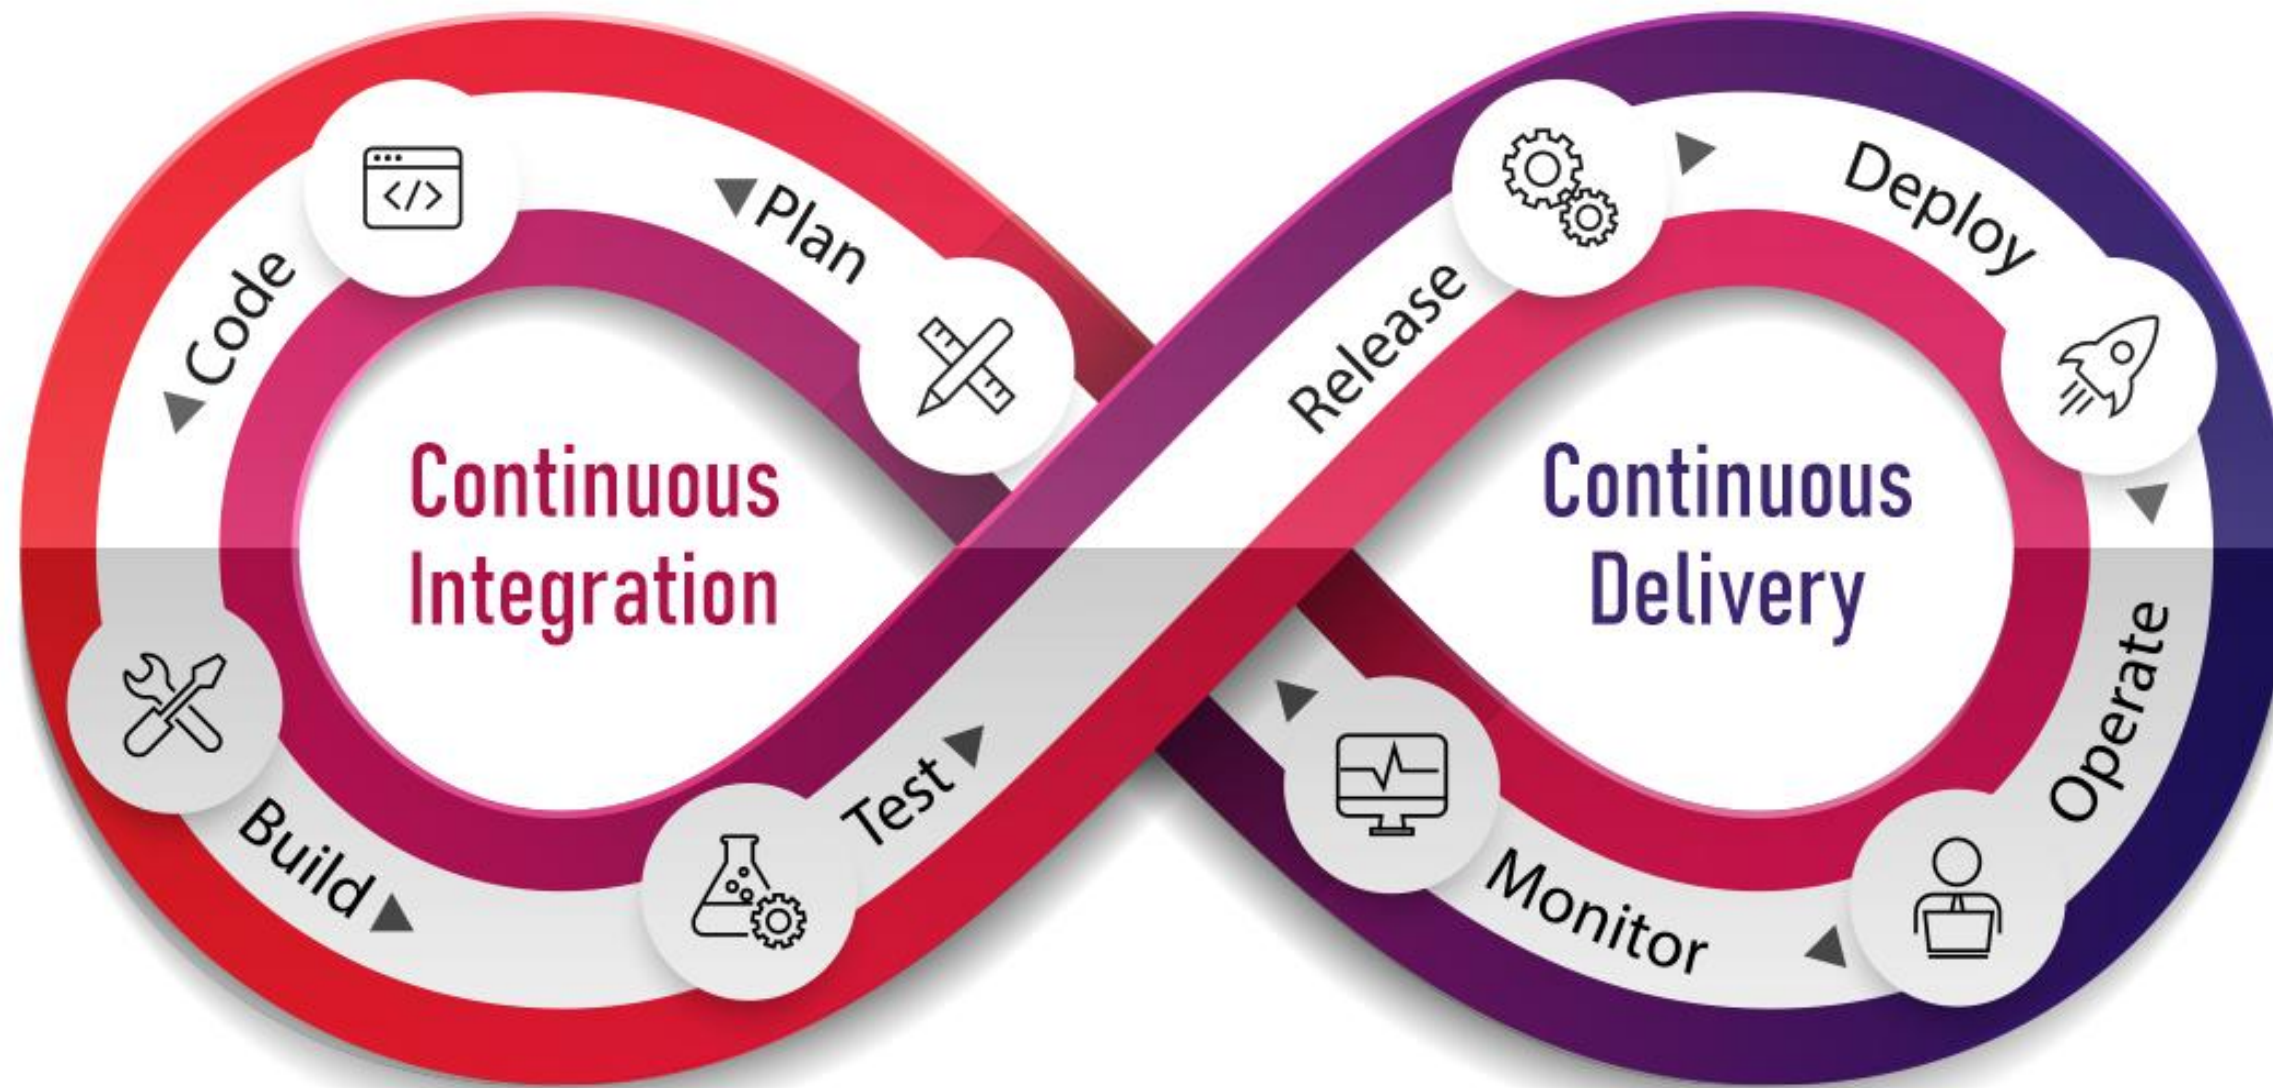 Plan
Code
Build
Test
Release
Deploy
Operate
Monitor
Continuous
Integration
Continuous
Delivery